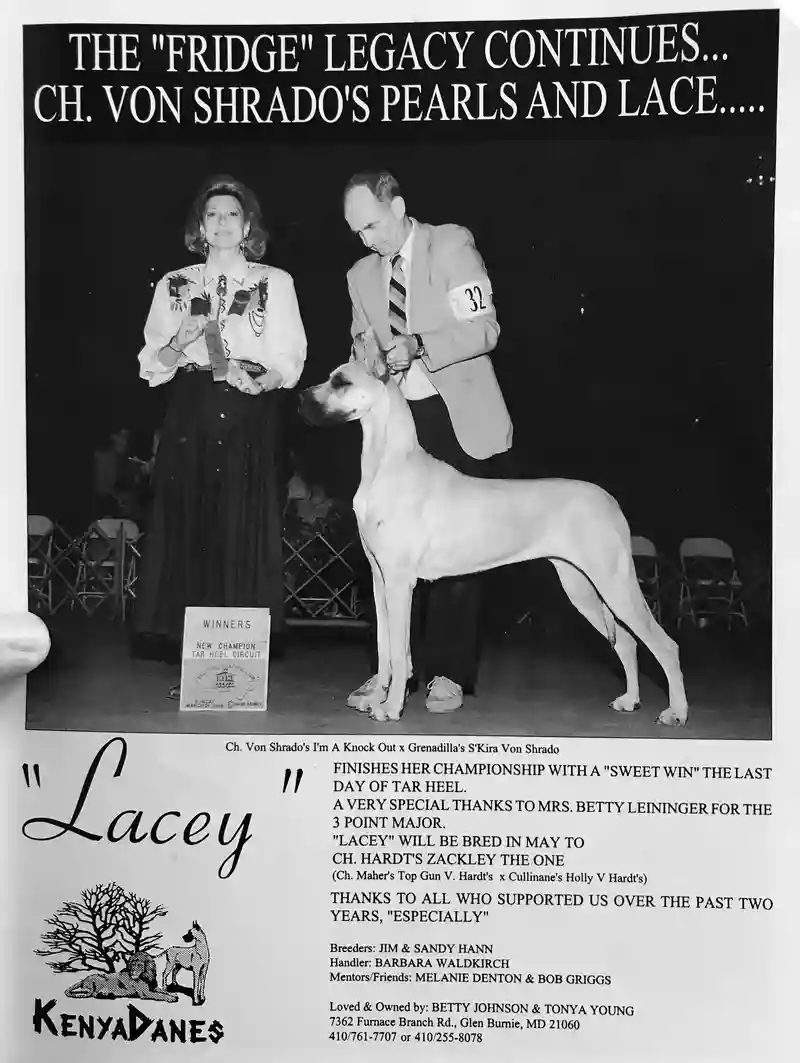 THE "FRIDGE" LEGACY CONTINUES...
CH. VON SHRADO'S PEARLS AND LACE.....
32
WINNERS
NEW CHAMPION
TAR HEEL CIRCUIT
Ch. Von Shrado's I'm A Knock Out x Grenadilla's S'Kira Von Shrado
"Lacey"
FINISHES HER CHAMPIONSHIP WITH A "SWEET WIN" THE LAST
DAY OF TAR HEEL.
A VERY SPECIAL THANKS TO MRS. BETTY LEININGER FOR THE
3 POINT MAJOR.
"LACEY" WILL BE BRED IN MAY TO
CH. HARDT'S ZACKLEY THE ONE
(Ch. Maher's Top Gun V. Hardt's x Cullinane's Holly V Hardt's)
THANKS TO ALL WHO SUPPORTED US OVER THE PAST TWO
YEARS, "ESPECIALLY"
Breeders: JIM & SANDY HANN
Handler: BARBARA WALDKIRCH
Mentors/Friends: MELANIE DENTON & BOB GRIGGS
Loved & Owned by: BETTY JOHNSON & TONYA YOUNG
7362 Furnace Branch Rd., Glen Burnie, MD 21060
410/761-7707 or 410/255-8078
KENYADANES